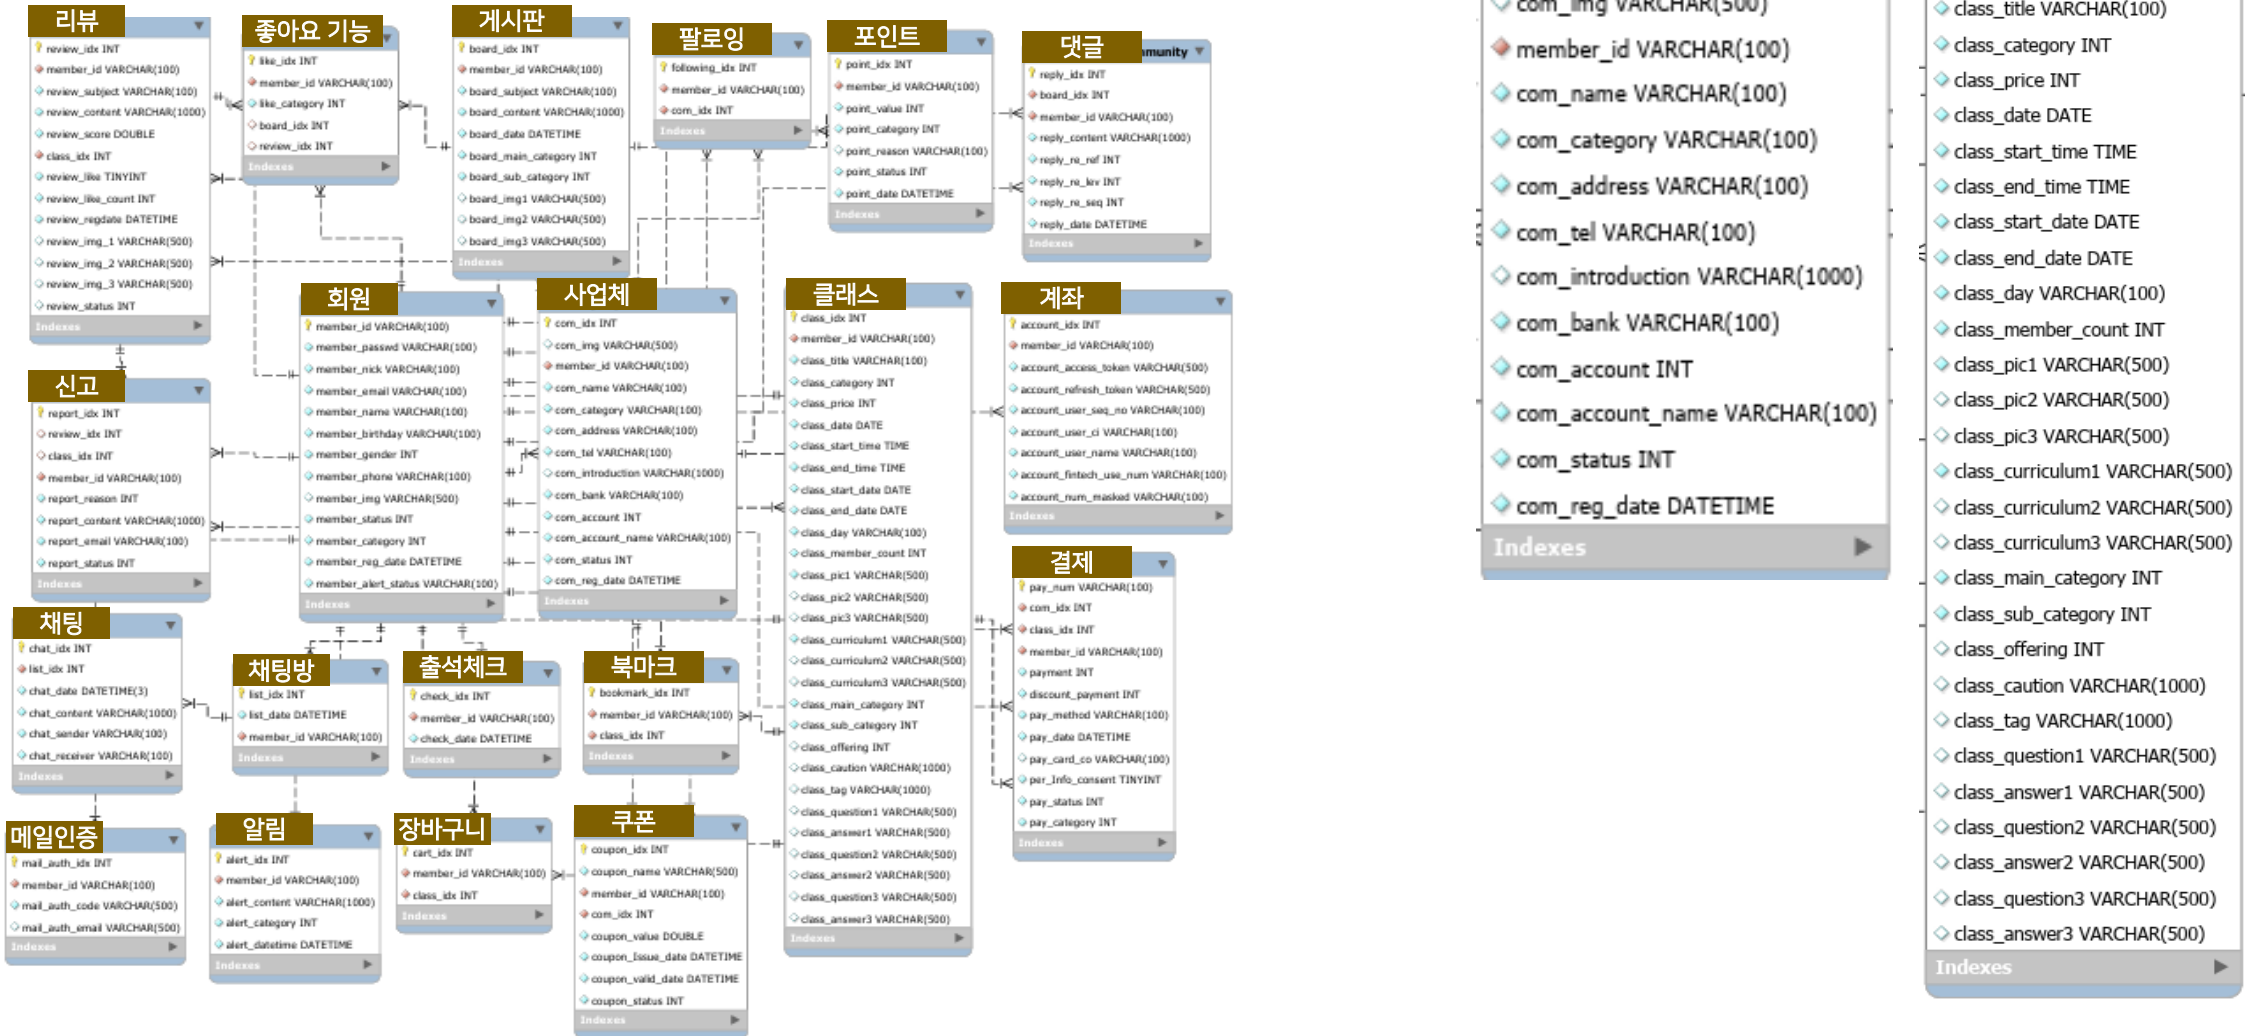 리뷰
review_idx INT
member_id VARCHAR(100)
review_subject VARCHAR(100)
review_content VARCHAR(1000)
review_score DOUBLE
class_idx INT
review_like TINYINT
review_like_count INT
review_regdate DATETIME
review_img_1 VARCHAR(500)
review_img_2 VARCHAR(500)
review_img_3 VARCHAR(500)
review_status INT
Indexes
좋아요 기능
like_idx INT
member_id VARCHAR(100)
like_category INT
board_idx INT
review_idx INT
Indexes
게시판
board_idx INT
member_id VARCHAR(100)
board_subject VARCHAR(100)
board_content VARCHAR(1000)
board_date DATETIME
board_main_category INT
board_sub_category INT
board_img1 VARCHAR(500)
board_img2 VARCHAR(500)
board_img3 VARCHAR(500)
Indexes
팔로잉
following_idx INT
member_id VARCHAR(100)
com_idx INT
Indexes
포인트
point_idx INT
member_id VARCHAR(100)
point_value INT
point_category INT
point_reason VARCHAR(100)
point_status INT
point_date DATETIME
Indexes
댓글
munity
reply_idx INT
board_idx INT
member_id VARCHAR(100)
reply_content VARCHAR(1000)
reply_re_ref INT
reply_re_lev INT
reply_re_seq INT
reply_date DATETIME
Indexes
신고
report_idx INT
review_idx INT
class_idx INT
member_id VARCHAR(100)
report_reason INT
report_content VARCHAR(1000)
report_email VARCHAR(100)
report_status INT
Indexes
회원
member_id VARCHAR(100)
member_passwd VARCHAR(100)
member_nick VARCHAR(100)
member_email VARCHAR(100)
member_name VARCHAR(100)
member_birthday VARCHAR(100)
member_gender INT
member_phone VARCHAR(100)
member_img VARCHAR(500)
member_status INT
member_category INT
member_reg_date DATETIME
member_alert_status VARCHAR(100)
Indexes
사업체
com_idx INT
com_img VARCHAR(500)
member_id VARCHAR(100)
com_name VARCHAR(100)
com_category VARCHAR(100)
com_address VARCHAR(100)
com_tel VARCHAR(100)
com_introduction VARCHAR(1000)
com_bank VARCHAR(100)
com_account INT
com_account_name VARCHAR(100)
com_status INT
com_reg_date DATETIME
Indexes
클래스
class_idx INT
member_id VARCHAR(100)
class_title VARCHAR(100)
class_category INT
class_price INT
class_date DATE
class_start_time TIME
class_end_time TIME
class_start_date DATE
class_end_date DATE
class_day VARCHAR(100)
class_member_count INT
class_pic1 VARCHAR(500)
class_pic2 VARCHAR(500)
class_pic3 VARCHAR(500)
class_curriculum1 VARCHAR(500)
class_curriculum2 VARCHAR(500)
class_curriculum3 VARCHAR(500)
class_main_category INT
class_sub_category INT
class_offering INT
class_caution VARCHAR(1000)
class_tag VARCHAR(1000)
class_question1 VARCHAR(500)
class_answer1 VARCHAR(500)
class_question2 VARCHAR(500)
class_answer2 VARCHAR(500)
class_question3 VARCHAR(500)
class_answer3 VARCHAR(500)
Indexes
계좌
account_idx INT
member_id VARCHAR(100)
account_access_token VARCHAR(500)
account_refresh_token VARCHAR(500)
account_user_seq_no VARCHAR(100)
account_user_ci VARCHAR(100)
account_user_name VARCHAR(100)
account_fintech_use_num VARCHAR(100)
account_num_masked VARCHAR(100)
Indexes
결제
pay_num VARCHAR(100)
com_idx INT
class_idx INT
member_id VARCHAR(100)
payment INT
discount_payment INT
pay_method VARCHAR(100)
pay_date DATETIME
pay_card_co VARCHAR(100)
per_Info_consent TINYINT
pay_status INT
pay_category INT
Indexes
채팅
chat_idx INT
list_idx INT
chat_date DATETIME(3)
chat_content VARCHAR(1000)
chat_sender VARCHAR(100)
chat_receiver VARCHAR(100)
Indexes
채팅방
list_idx INT
list_date DATETIME
member_id VARCHAR(100)
Indexes
출석체크
check_idx INT
member_id VARCHAR(100)
check_date DATETIME
Indexes
북마크
bookmark_idx INT
member_id VARCHAR(100)
class_idx INT
Indexes
메일인증
mail_auth_idx INT
member_id VARCHAR(100)
mail_auth_code VARCHAR(500)
mail_auth_email VARCHAR(500)
Indexes
알림
alert_idx INT
member_id VARCHAR(100)
alert_content VARCHAR(1000)
alert_category INT
alert_datetime DATETIME
Indexes
장바구니
cart_idx INT
member_id VARCHAR(100)
class_idx INT
Indexes
쿠폰
coupon_idx INT
coupon_name VARCHAR(500)
member_id VARCHAR(100)
com_idx INT
coupon_value DOUBLE
coupon_Issue_date DATETIME
coupon_valid_date DATETIME
coupon_status INT
Indexes
com_img VARCHAR(500)
member_id VARCHAR(100)
com_name VARCHAR(100)
com_category VARCHAR(100)
com_address VARCHAR(100)
com_tel VARCHAR(100)
com_introduction VARCHAR(1000)
com_bank VARCHAR(100)
com_account INT
com_account_name VARCHAR(100)
com_status INT
com_reg_date DATETIME
Indexes
class_title VARCHAR(100)
class_category INT
class_price INT
class_date DATE
class_start_time TIME
class_end_time TIME
class_start_date DATE
class_end_date DATE
class_day VARCHAR(100)
class_member_count INT
class_pic1 VARCHAR(500)
class_pic2 VARCHAR(500)
class_pic3 VARCHAR(500)
class_curriculum1 VARCHAR(500)
class_curriculum2 VARCHAR(500)
class_curriculum3 VARCHAR(500)
class_main_category INT
class_sub_category INT
class_offering INT
class_caution VARCHAR(1000)
class_tag VARCHAR(1000)
class_question1 VARCHAR(500)
class_answer1 VARCHAR(500)
class_question2 VARCHAR(500)
class_answer2 VARCHAR(500)
class_question3 VARCHAR(500)
class_answer3 VARCHAR(500)
Indexes